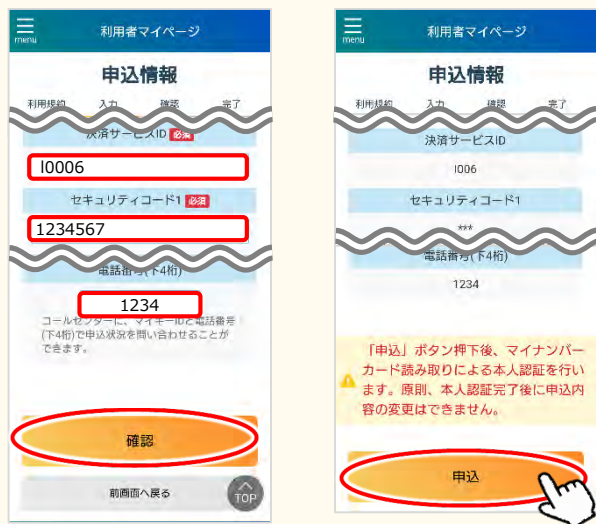 menu
利用者マイページ
申込情報
利用規約 入力 確認 完了
決済サービスID 必須
I0006
セキュリティコード1 必須
1234567
電話番号(下4桁)
1234
コールセンターに、マイキーIDと電話番号
(下4桁)で申込状況を問い合わせることが
できます。
確認
前画面へ戻る
TOP
menu
利用者マイページ
申込情報
利用規約 入力 確認 完了
決済サービスID
I006
セキュリティコード1
***
電話番号(下4桁)
1234
「申込」ボタン押下後、マイナンバー
カード読み取りによる本人認証を行い
ます。原則、本人認証完了後に申込内
容の変更はできません。
申込